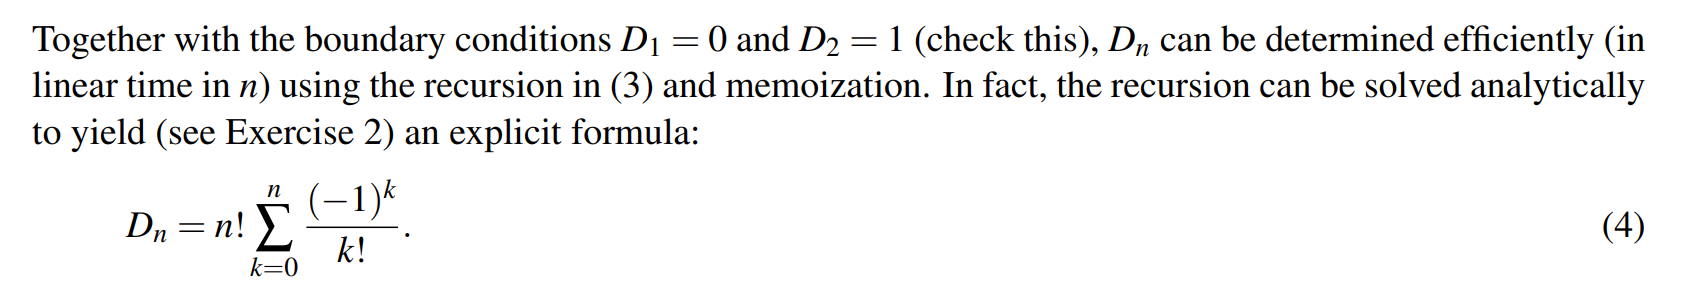 Together with the boundary conditions D₁ = 0 and D₂ = 1 (check this), Dₙ can be determined efficiently (in
linear time in n) using the recursion in (3) and memoization. In fact, the recursion can be solved analytically
to yield (see Exercise 2) an explicit formula:
Dₙ = n! ∑_{k=0}^{n} \frac{(−1)^k}{k!}. (4)